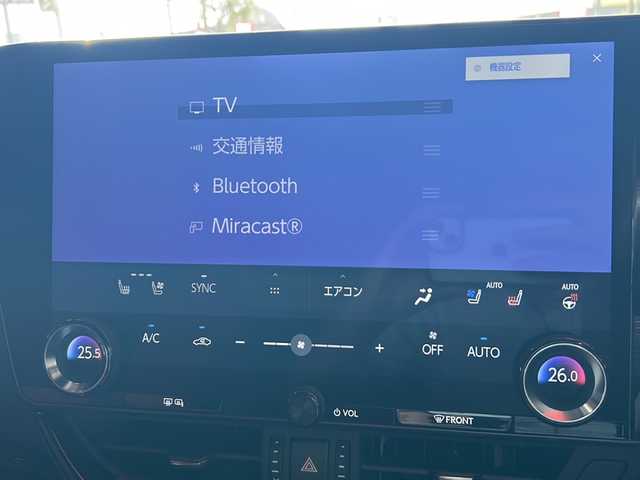 機器設定
TV
交通情報
Bluetooth
Miracast®
AUTO
AUTO
SYNC
エアコン
25.5
A/C
OFF
AUTO
26.0
VOL
FRONT